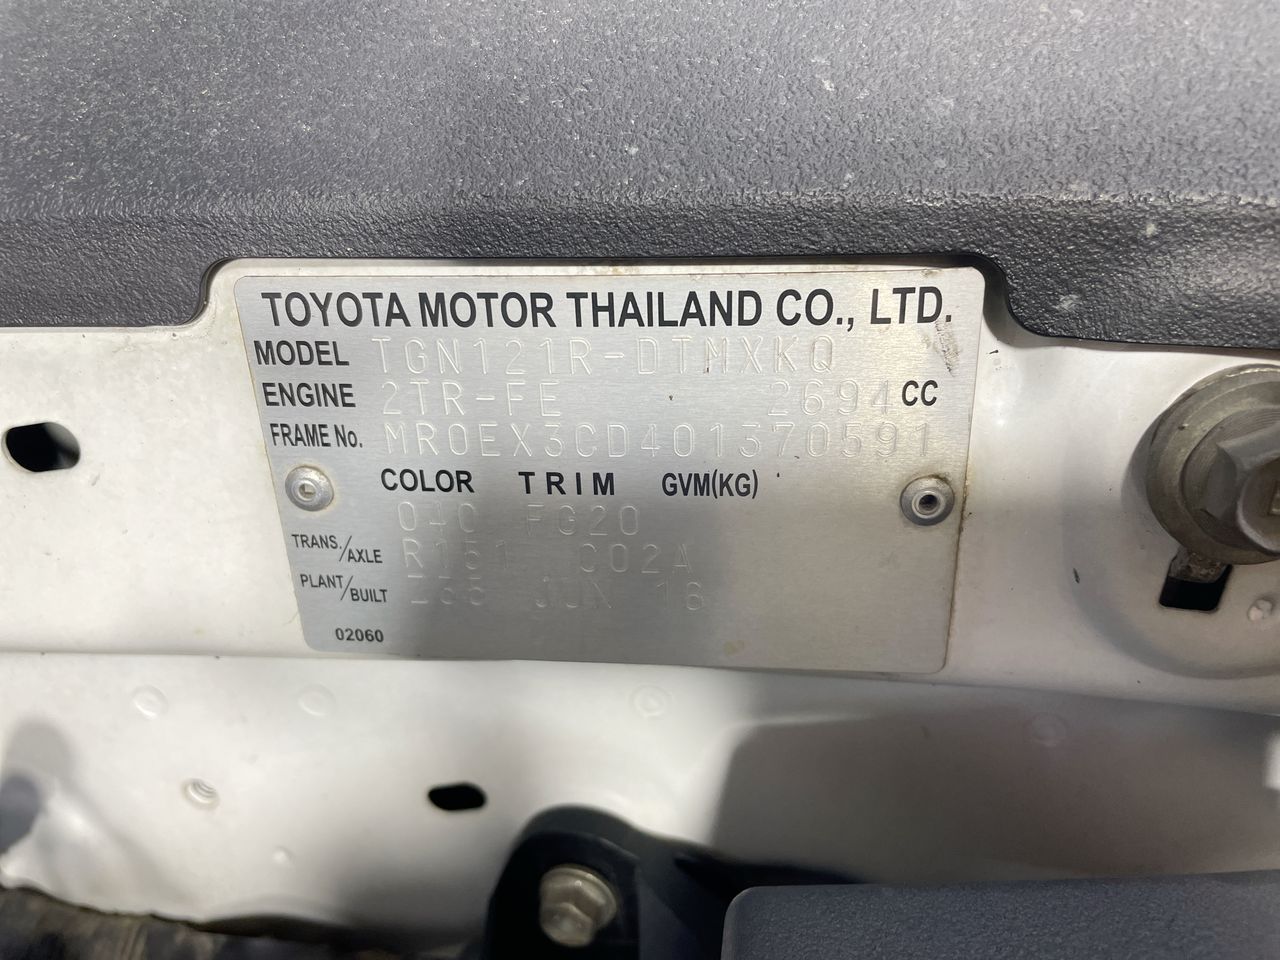 TOYOTA MOTOR THAILAND CO., LTD.
MODEL TGN121R-DTMXKQ
ENGINE 2TR-FE 2694 CC
FRAME No. MR0EX3CD401370591
COLOR TRIM GVM(KG)
040 FG20
TRANS./AXLE R151 C02A
PLANT/BUILT JUN
02060